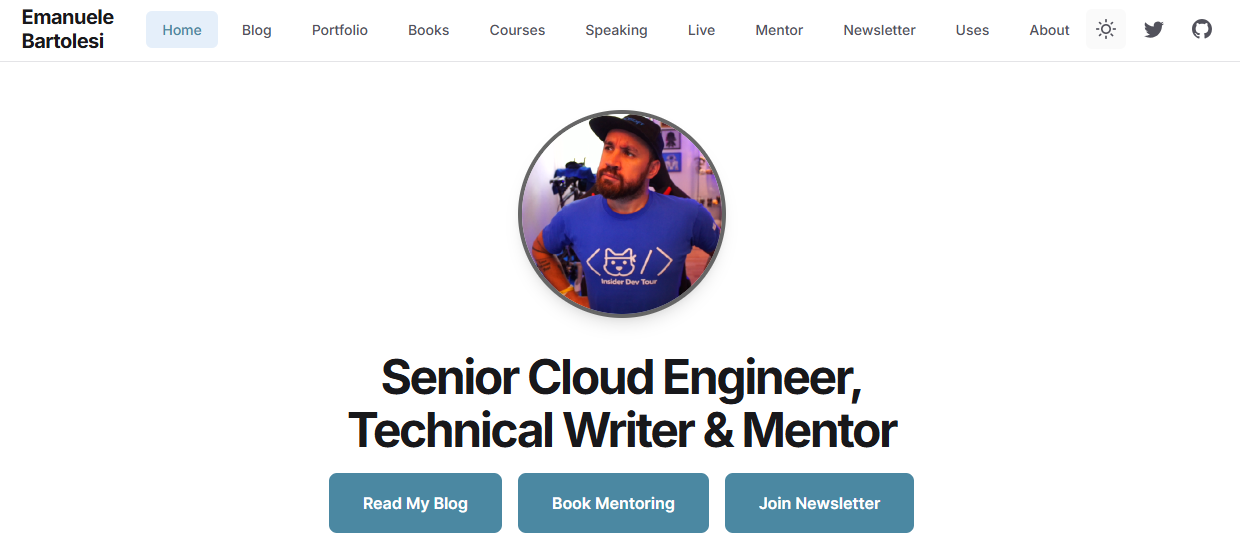 Emanuele
Bartolesi
Home Blog Portfolio Books Courses Speaking Live Mentor Newsletter Uses About
</>
Insider Dev Tour
Senior Cloud Engineer,
Technical Writer & Mentor
Read My Blog Book Mentoring Join Newsletter